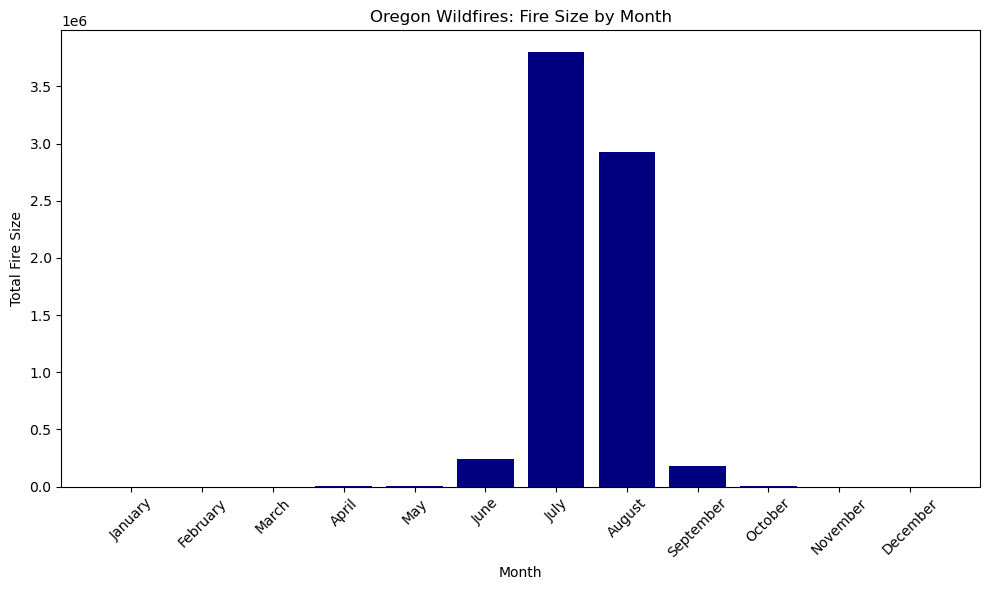 Oregon Wildfires: Fire Size by Month
1e6
3.5
3.0
2.5
2.0
1.5
1.0
0.5
0.0
Total Fire Size
January
February
March
April
May
June
July
August
September
October
November
December
Month